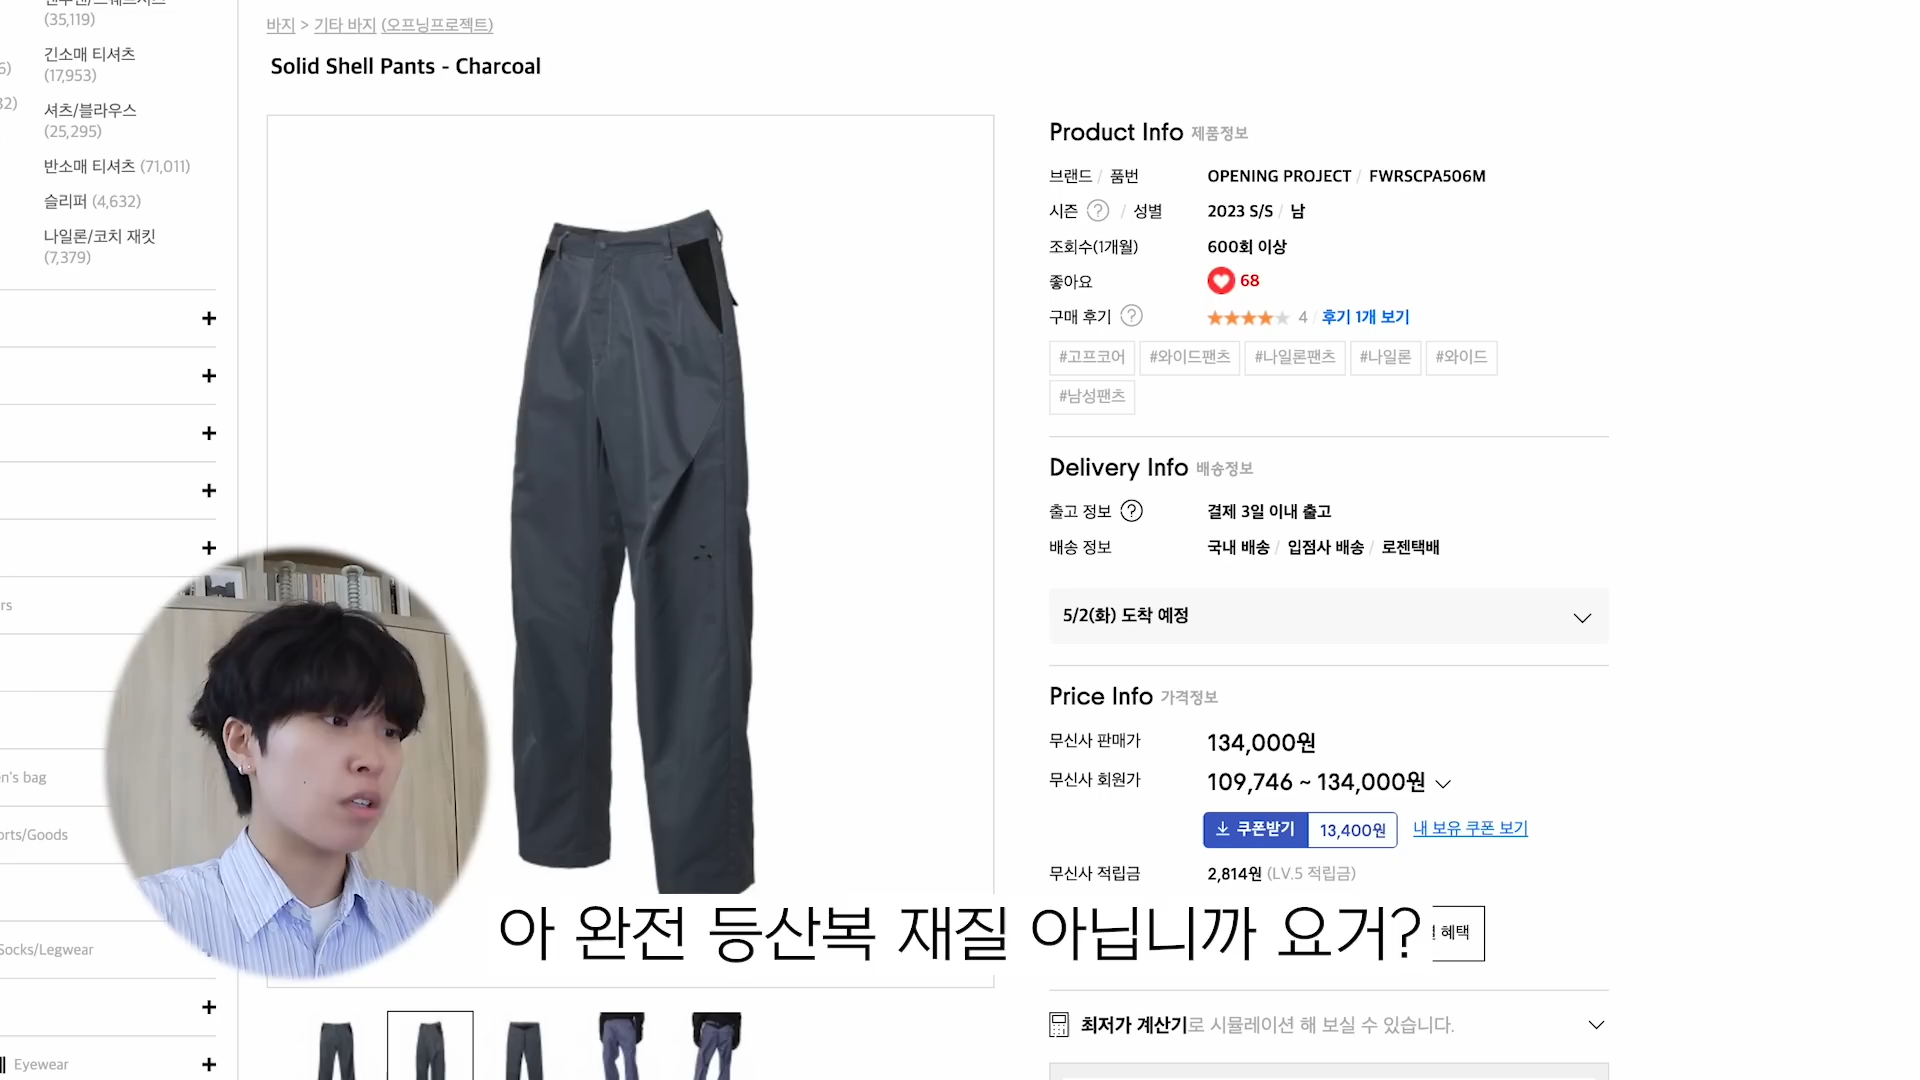 (35,119)
긴소매 티셔츠
(17,953)
셔츠/블라우스
(25,295)
반소매 티셔츠 (71,011)
슬리퍼 (4,632)
나일론/코치 재킷
(7,379)
Socks/Legwear
Eyewear
바지 > 기타 바지 (오프닝프로젝트)
Solid Shell Pants - Charcoal
Product Info 제품정보
브랜드 / 품번 OPENING PROJECT / FWRSCPA506M
시즌 ? / 성별 2023 S/S / 남
조회수(1개월) 600회 이상
좋아요 68
구매 후기 ? ★★★★★ 4 / 후기 1개 보기
#고프코어 #와이드팬츠 #나일론팬츠 #나일론 #와이드
#남성팬츠
Delivery Info 배송정보
출고 정보 ? 결제 3일 이내 출고
배송 정보 국내 배송 / 입점사 배송 / 로젠택배
5/2(화) 도착 예정
Price Info 가격정보
무신사 판매가 134,000원
무신사 회원가 109,746 ~ 134,000원
쿠폰받기 13,400원 내 보유 쿠폰 보기
무신사 적립금 2,814원 (LV.5 적립금)
혜택
아 완전 등산복 재질 아닙니까 요거?
최저가 계산기로 시뮬레이션 해 보실 수 있습니다.